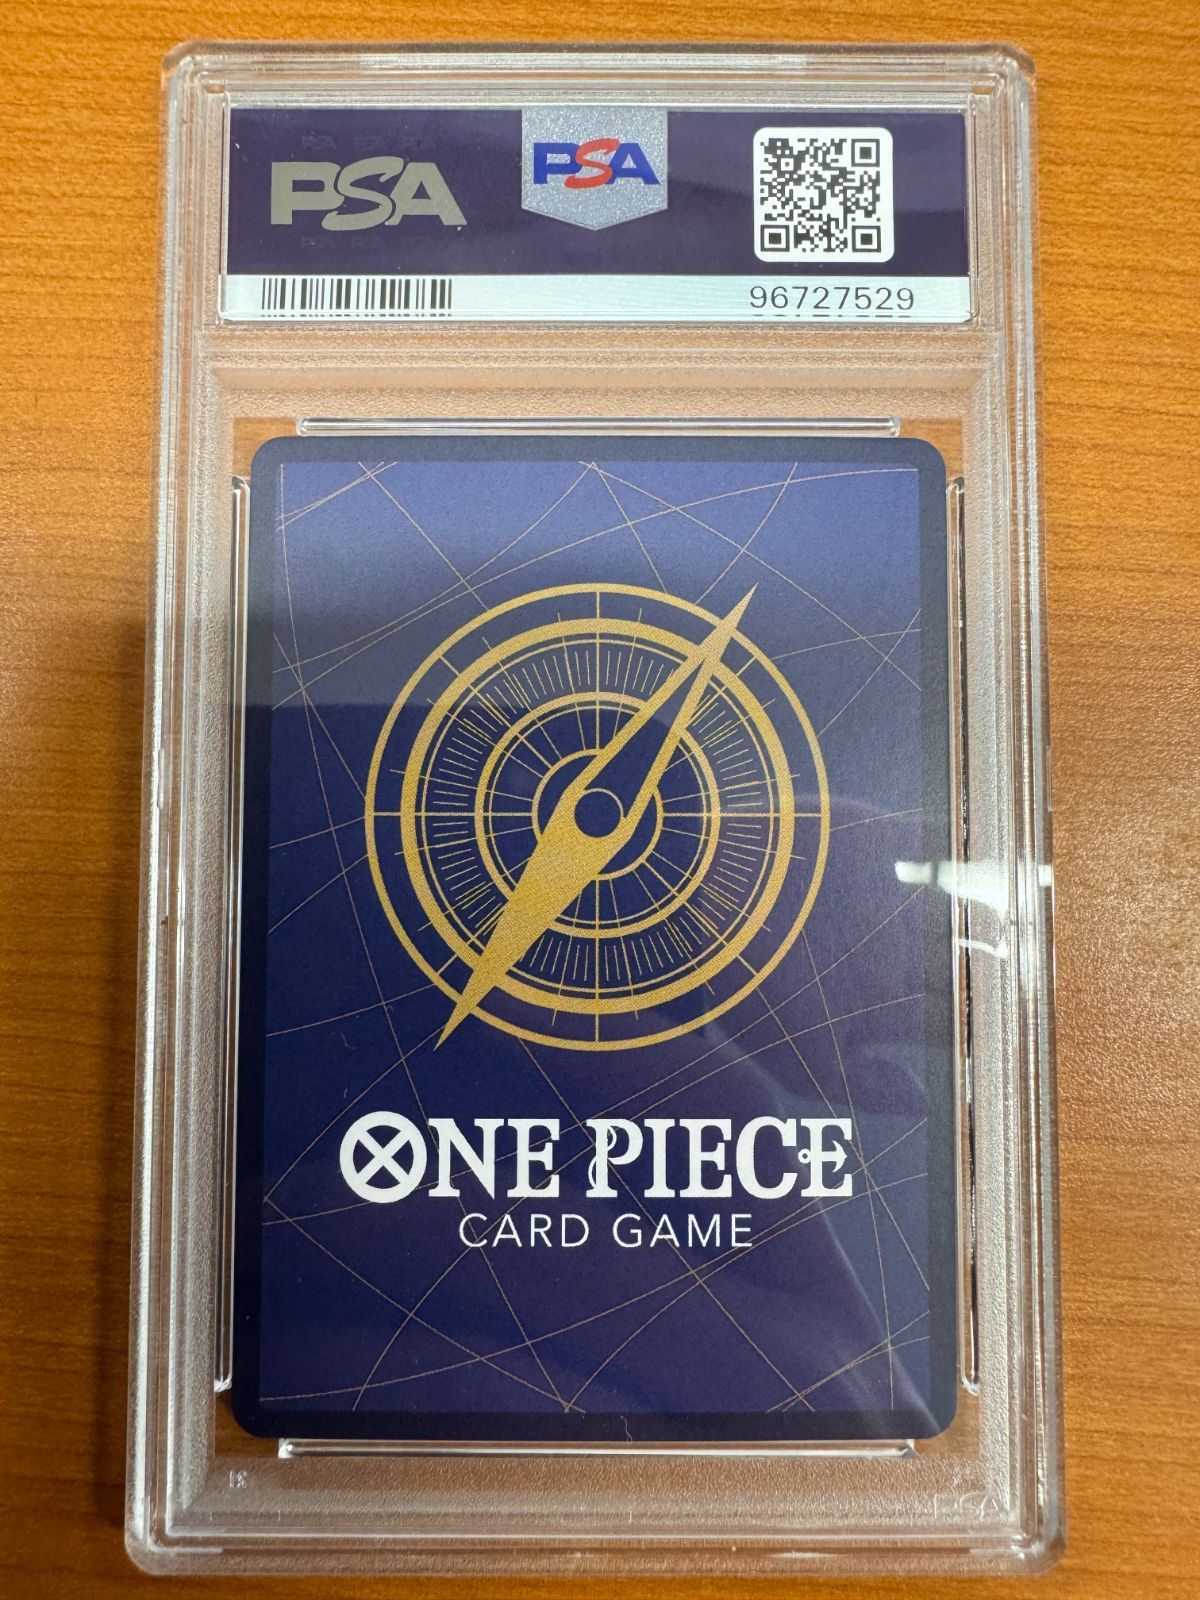 PSA
PSA
96727529
ONE PIECE
CARD GAME